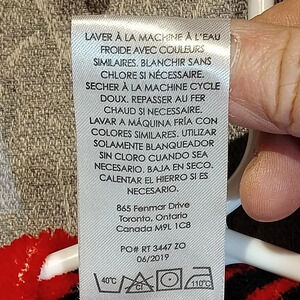 LAVER À LA MACHINE À L'EAU
FROIDE AVEC COULEURS
SIMILAIRES. BLANCHIR SANS
CHLORE SI NÉCESSAIRE.
SECHER À LA MACHINE CYCLE
DOUX. REPASSER AU FER
CHAUD SI NÉCESSAIRE.
LAVAR A MÁQUINA FRÍA CON
COLORES SIMILARES. UTILIZAR
SOLAMENTE BLANQUEADOR
SIN CLORO CUANDO SEA
NECESARIO. BAJA EN SECO.
CALENTAR EL HIERRO SI ES
NECESARIO.
865 Fenmar Drive
Toronto, Ontario
Canada M9L 1C8
PO# RT 3447 ZO
06/2019
40°C CL 110°C